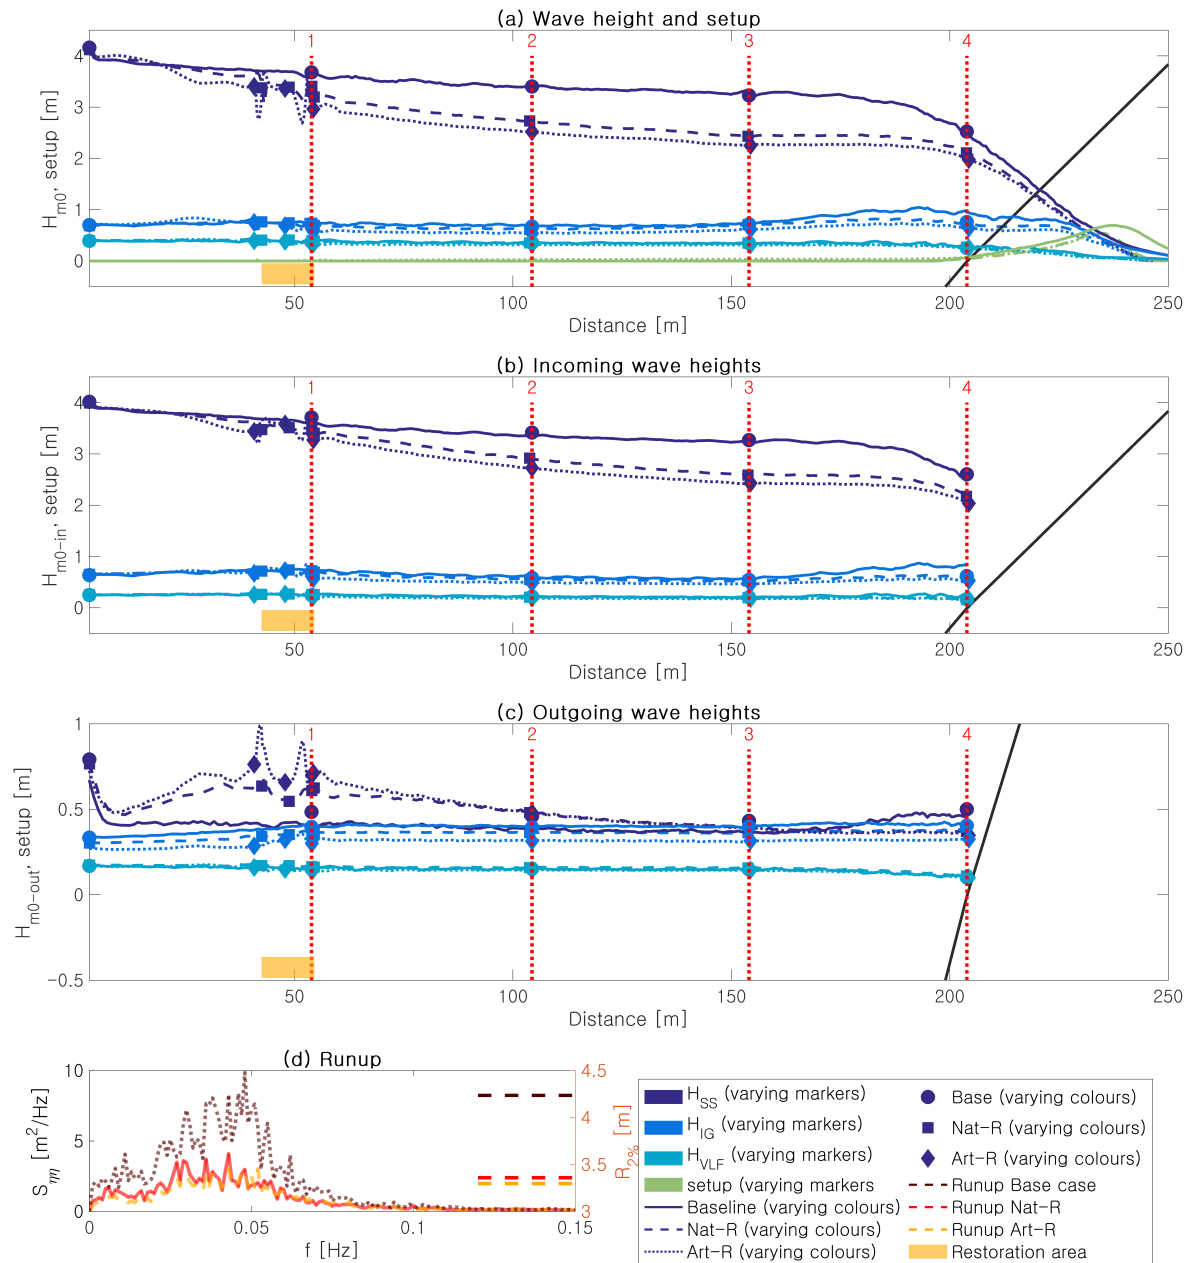 (a) Wave height and setup
1 2 3 4
4
3
2
1
0
H_m0, setup [m]
50 100 150 200 250
Distance [m]
(b) Incoming wave heights
1 2 3 4
4
3
2
1
0
H_m0-in, setup [m]
50 100 150 200 250
Distance [m]
(c) Outgoing wave heights
1 2 3 4
1
0.5
0
-0.5
H_m0-out, setup [m]
50 100 150 200 250
Distance [m]
(d) Runup
10
5
0
S_η [m²/Hz]
4.5
4
3.5
3
R_2% [m]
0 0.05 0.1 0.15
f [Hz]
H_SS (varying markers)
H_IG (varying markers)
H_VLF (varying markers)
setup (varying markers
Baseline (varying colours)
Nat-R (varying colours)
Art-R (varying colours)
Base (varying colours)
Nat-R (varying colours)
Art-R (varying colours)
Runup Base case
Runup Nat-R
Runup Art-R
Restoration area